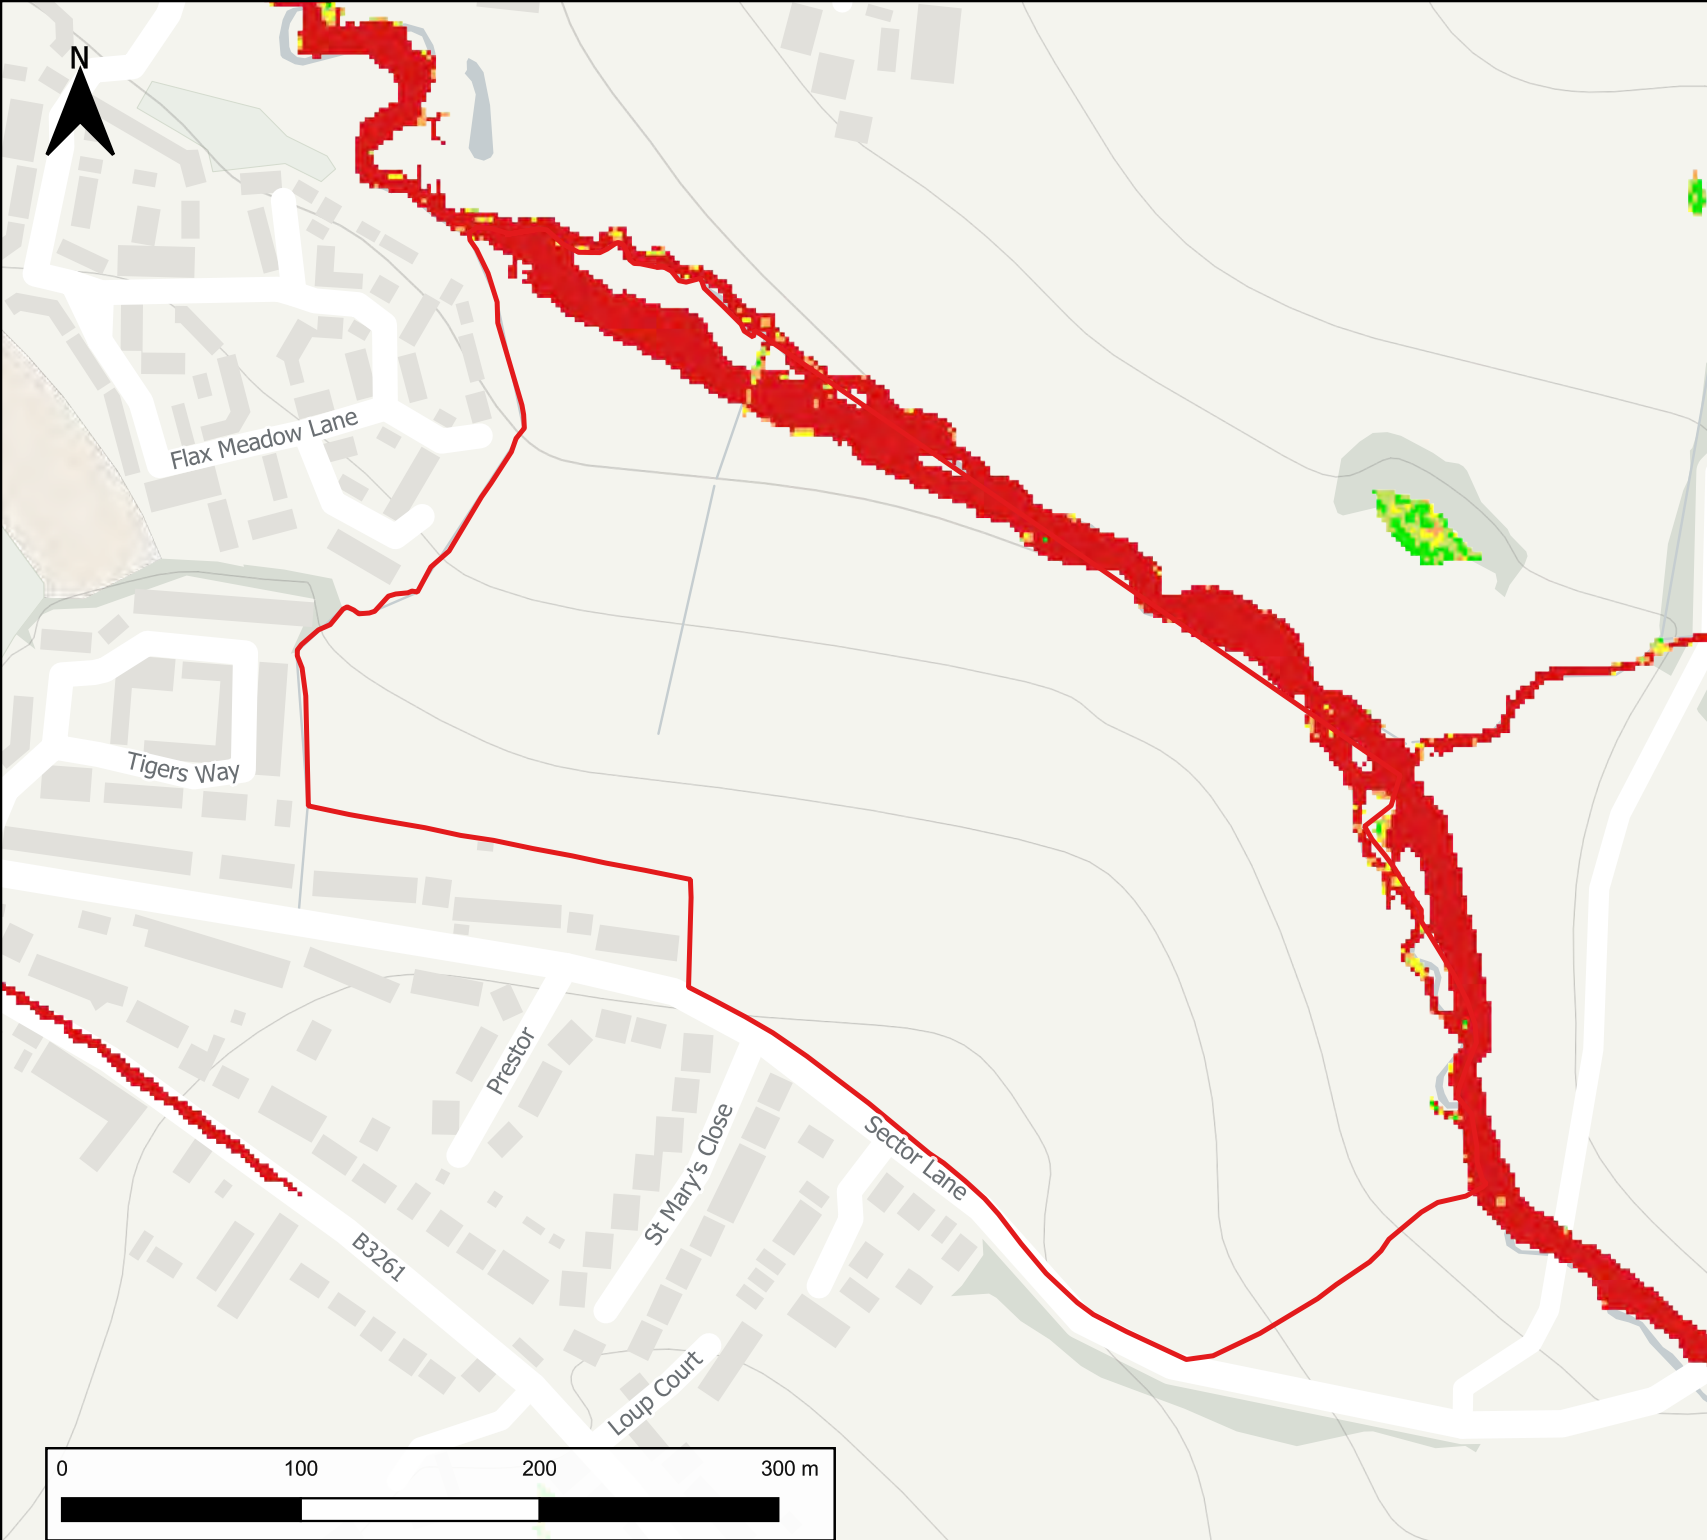 N
Flax Meadow Lane
Tigers Way
Prestor
St Mary's Close
Sector Lane
B3261
Loup Court
0 100 200 300 m